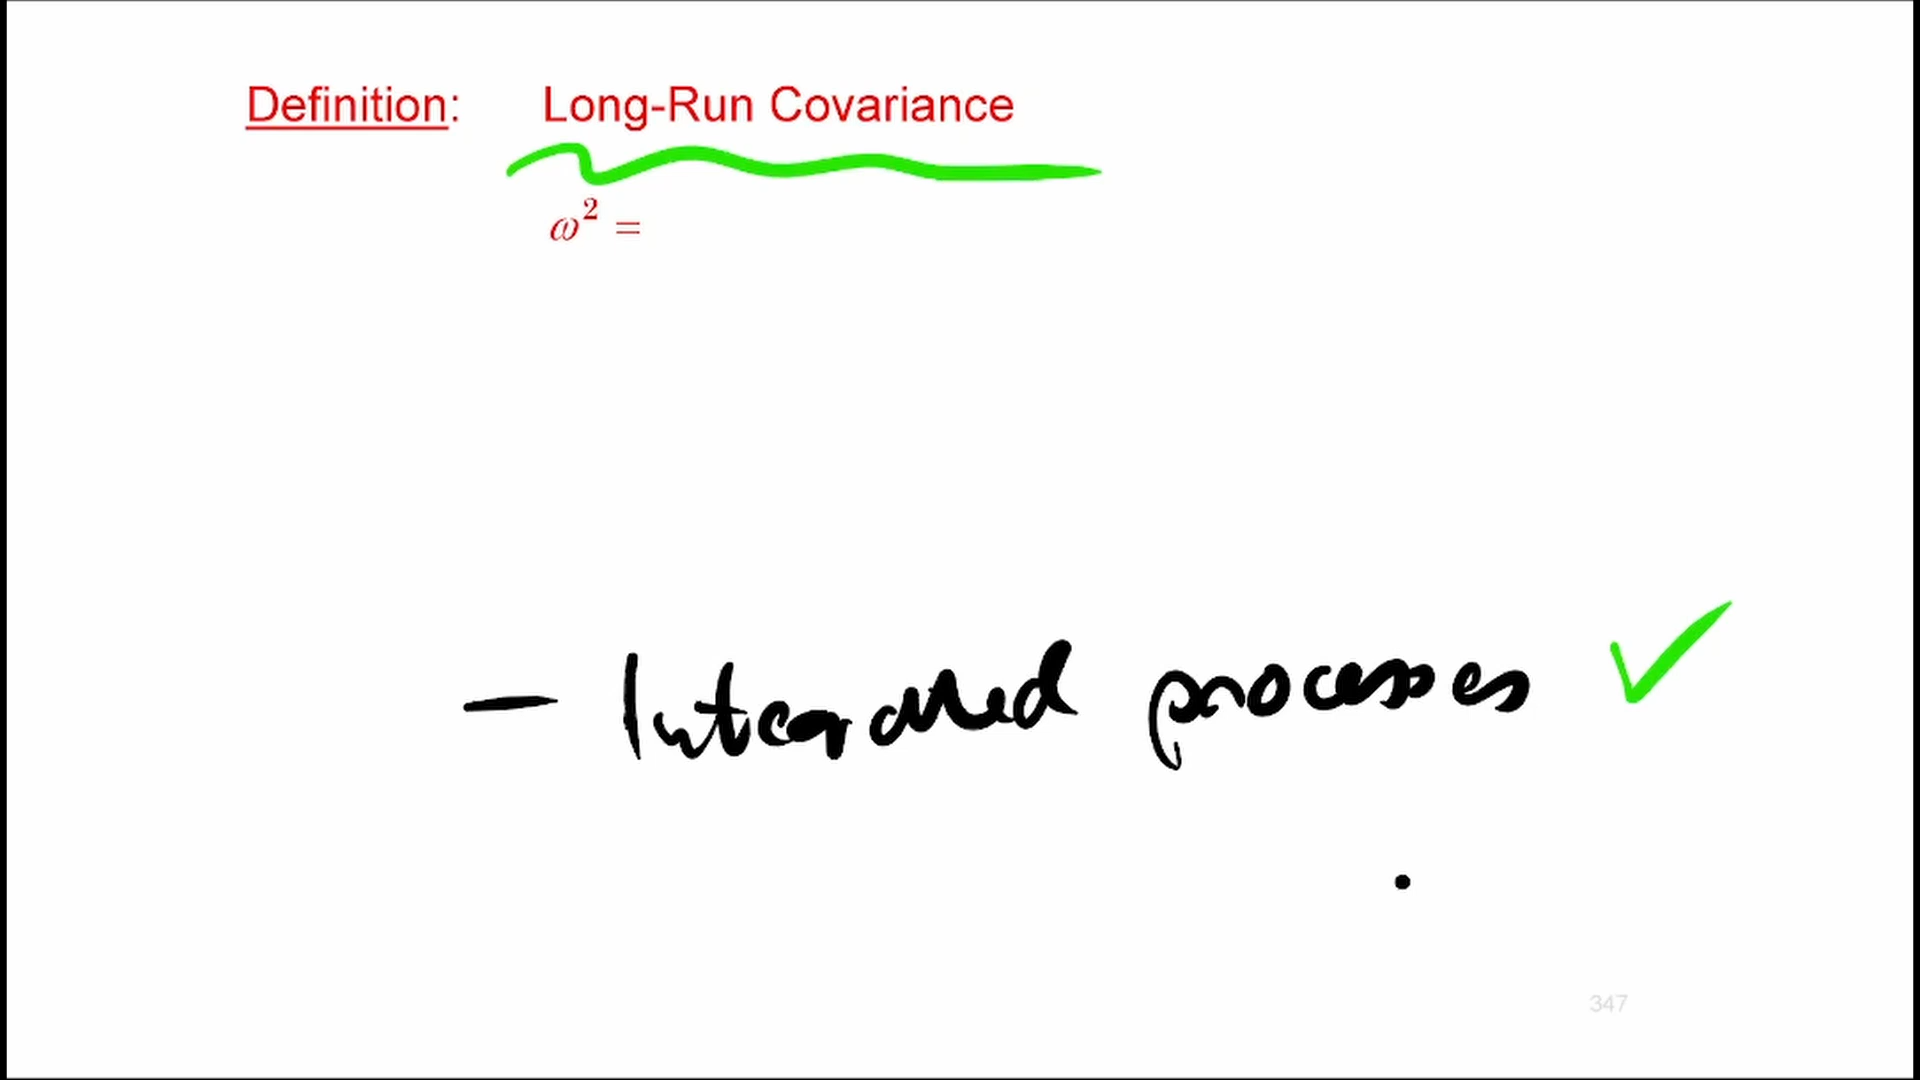 Definition: Long-Run Covariance
ω² =
- Integrated processes ✓
347